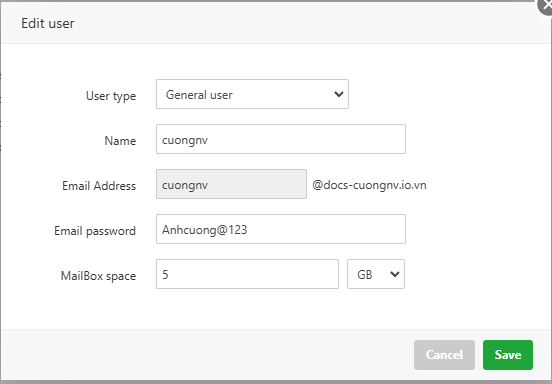 Edit user
User type General user
Name cuongnv
Email Address cuongnv @docs-cuongnv.io.vn
Email password Anhcuong@123
MailBox space 5 GB
Cancel Save